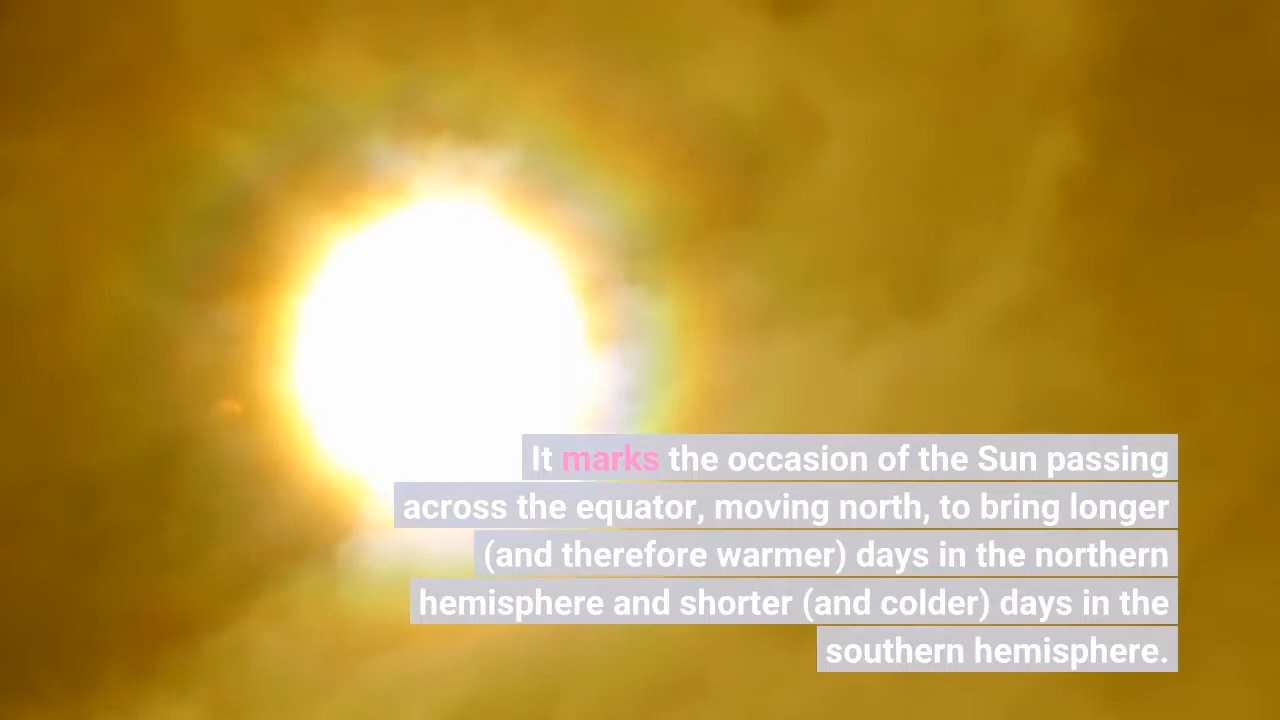 It marks the occasion of the Sun passing
across the equator, moving north, to bring longer
(and therefore warmer) days in the northern
hemisphere and shorter (and colder) days in the
southern hemisphere.